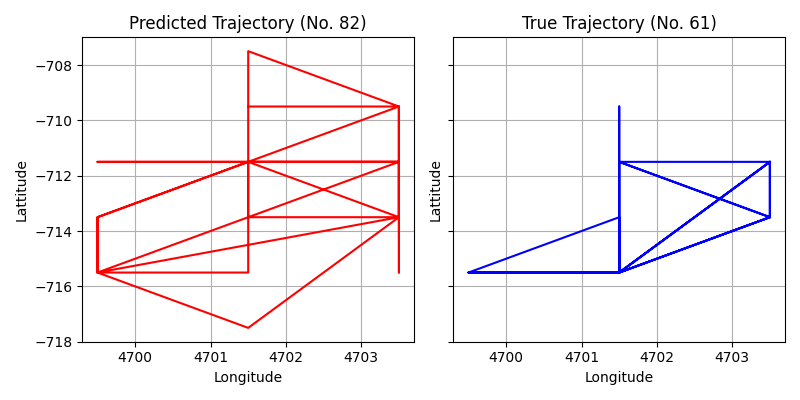 Predicted Trajectory (No. 82)
True Trajectory (No. 61)
Lattitude
−708
−710
−712
−714
−716
−718
4700
4701
4702
4703
Longitude
Lattitude
4700
4701
4702
4703
Longitude